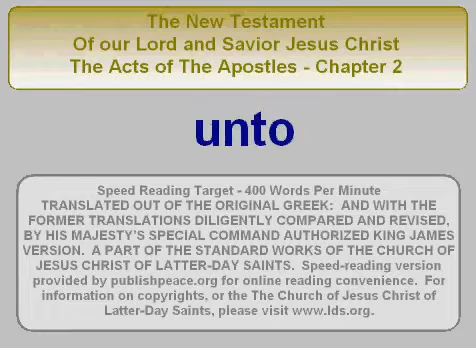 The New Testament
Of our Lord and Savior Jesus Christ
The Acts of The Apostles - Chapter 2
unto
Speed Reading Target - 400 Words Per Minute
TRANSLATED OUT OF THE ORIGINAL GREEK:  AND WITH THE
FORMER TRANSLATIONS DILIGENTLY COMPARED AND REVISED,
BY HIS MAJESTY'S SPECIAL COMMAND AUTHORIZED KING JAMES
VERSION.  A PART OF THE STANDARD WORKS OF THE CHURCH OF
JESUS CHRIST OF LATTER-DAY SAINTS.  Speed-reading version
provided by publishpeace.org for online reading convenience.  For
information on copyrights, or the The Church of Jesus Christ of
Latter-Day Saints, please visit www.lds.org.